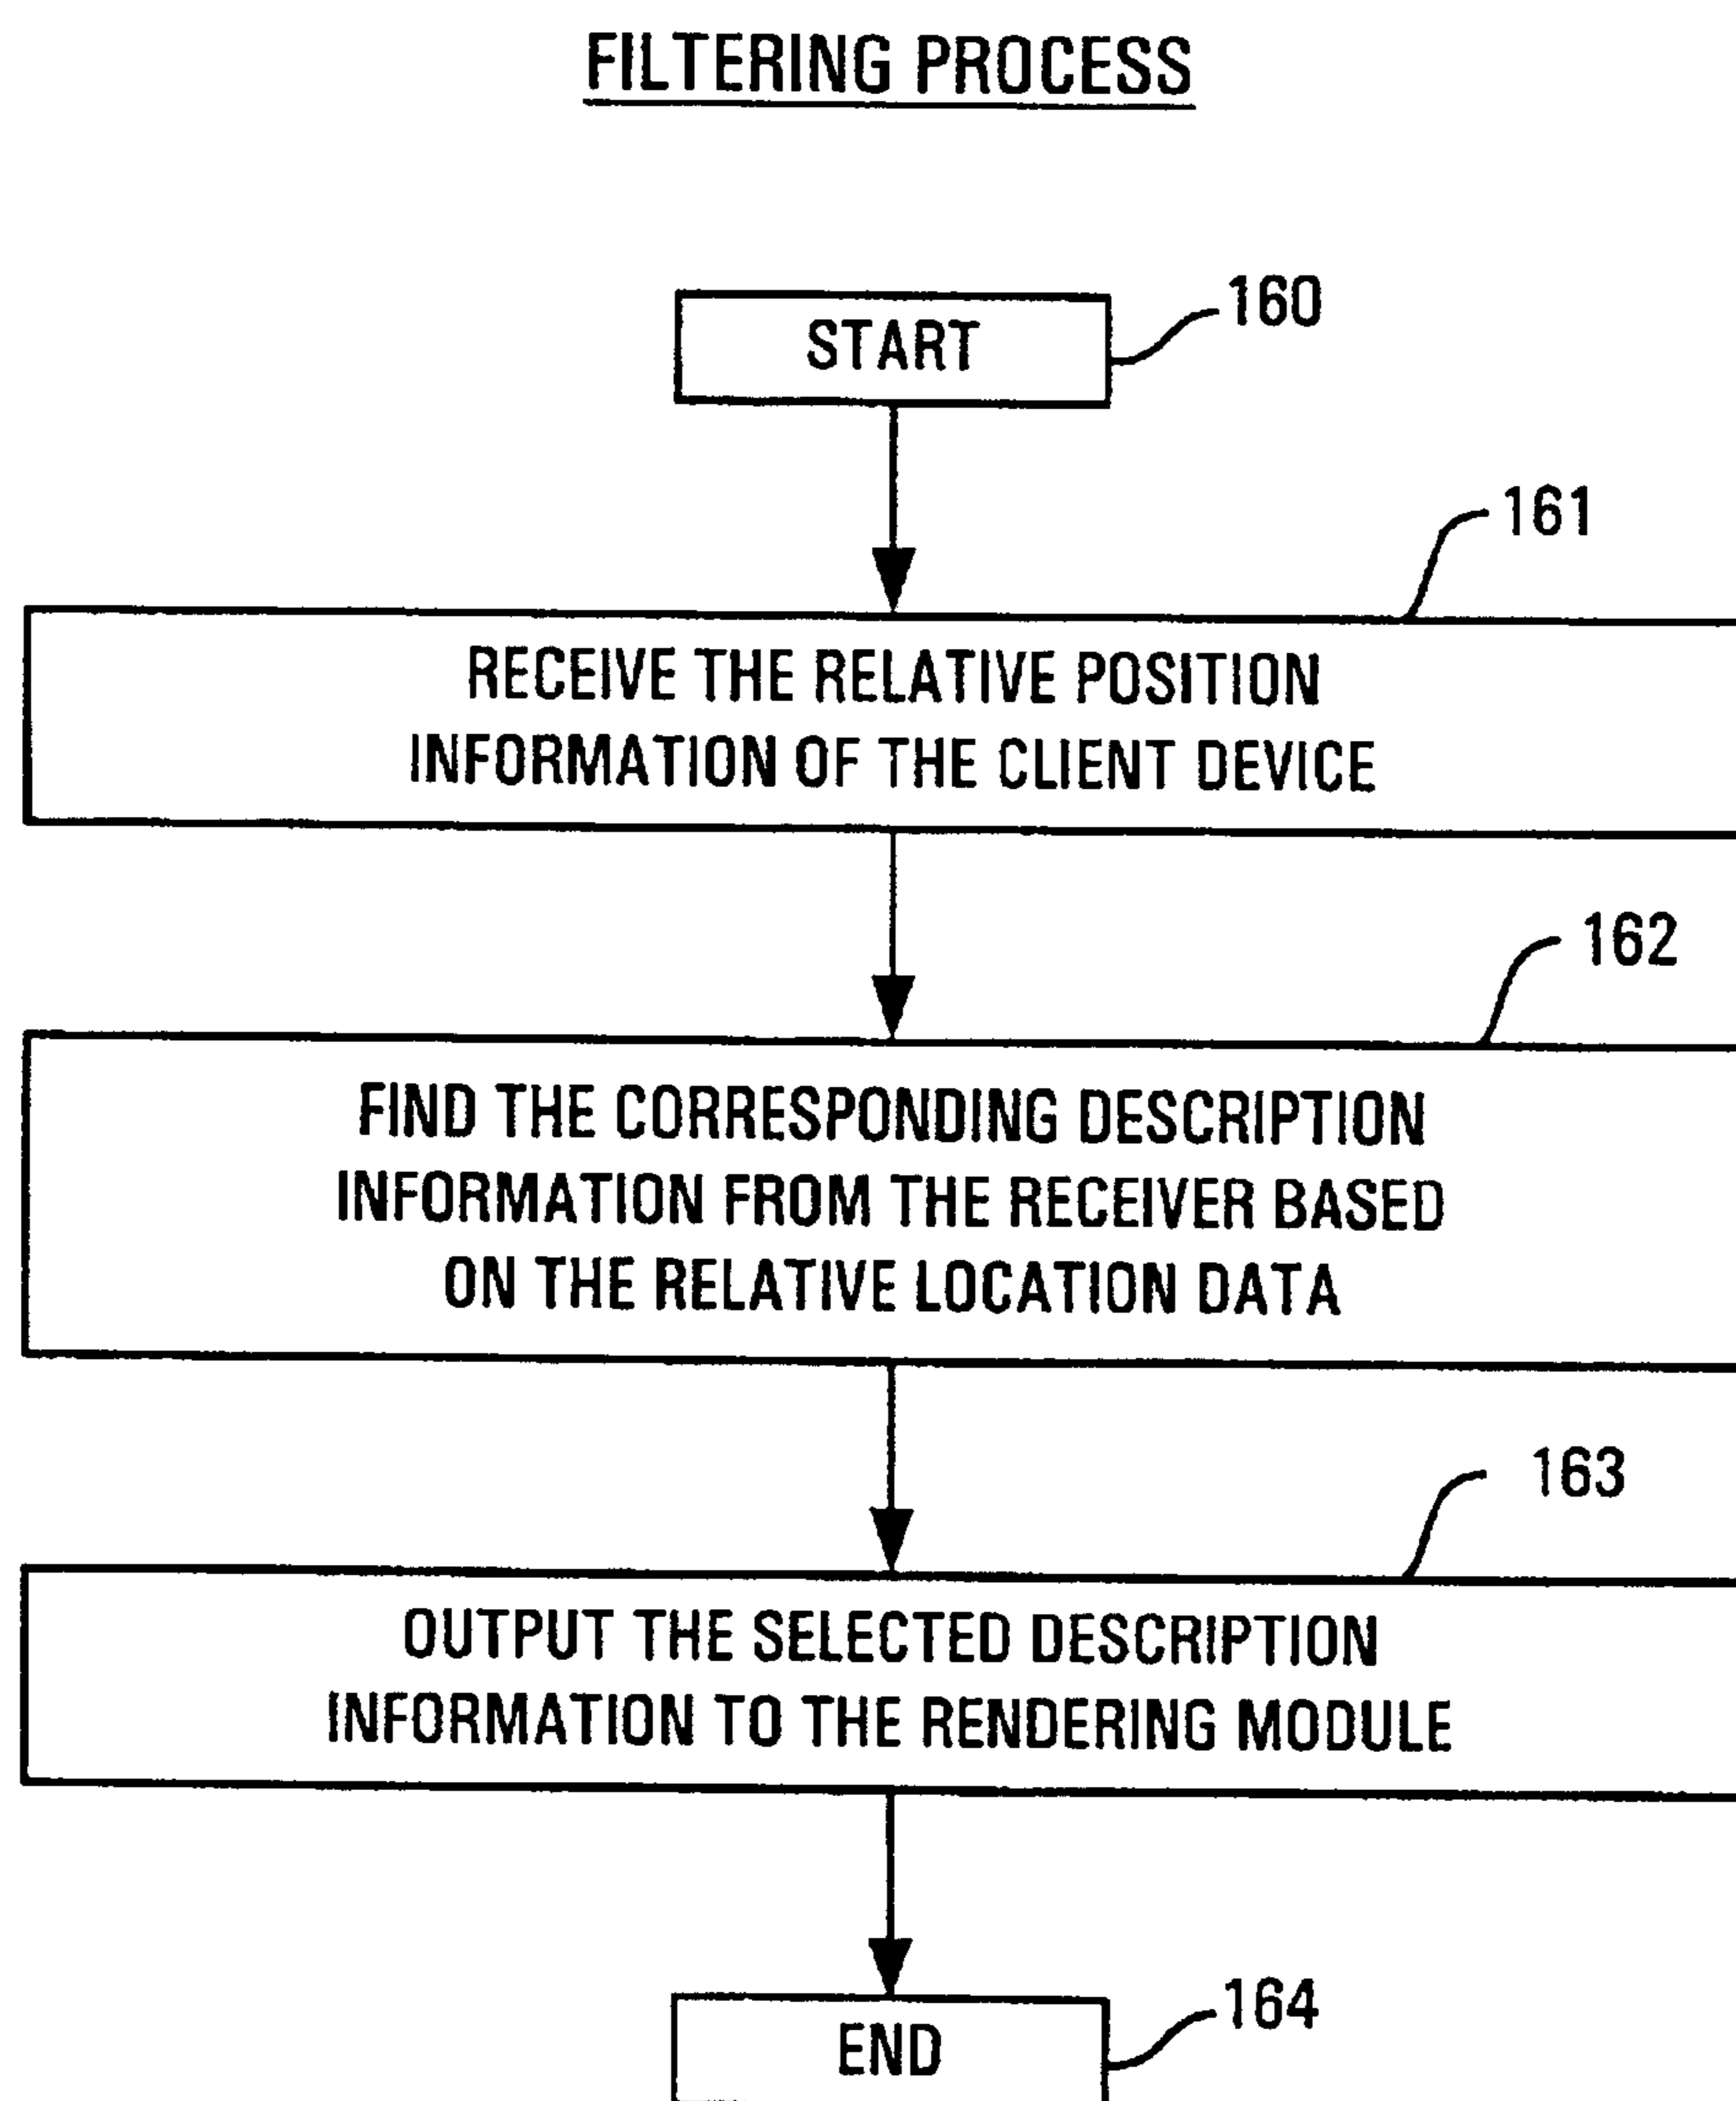 FILTERING PROCESS
START
160
161
RECEIVE THE RELATIVE POSITION
INFORMATION OF THE CLIENT DEVICE
162
FIND THE CORRESPONDING DESCRIPTION
INFORMATION FROM THE RECEIVER BASED
ON THE RELATIVE LOCATION DATA
163
OUTPUT THE SELECTED DESCRIPTION
INFORMATION TO THE RENDERING MODULE
END
164